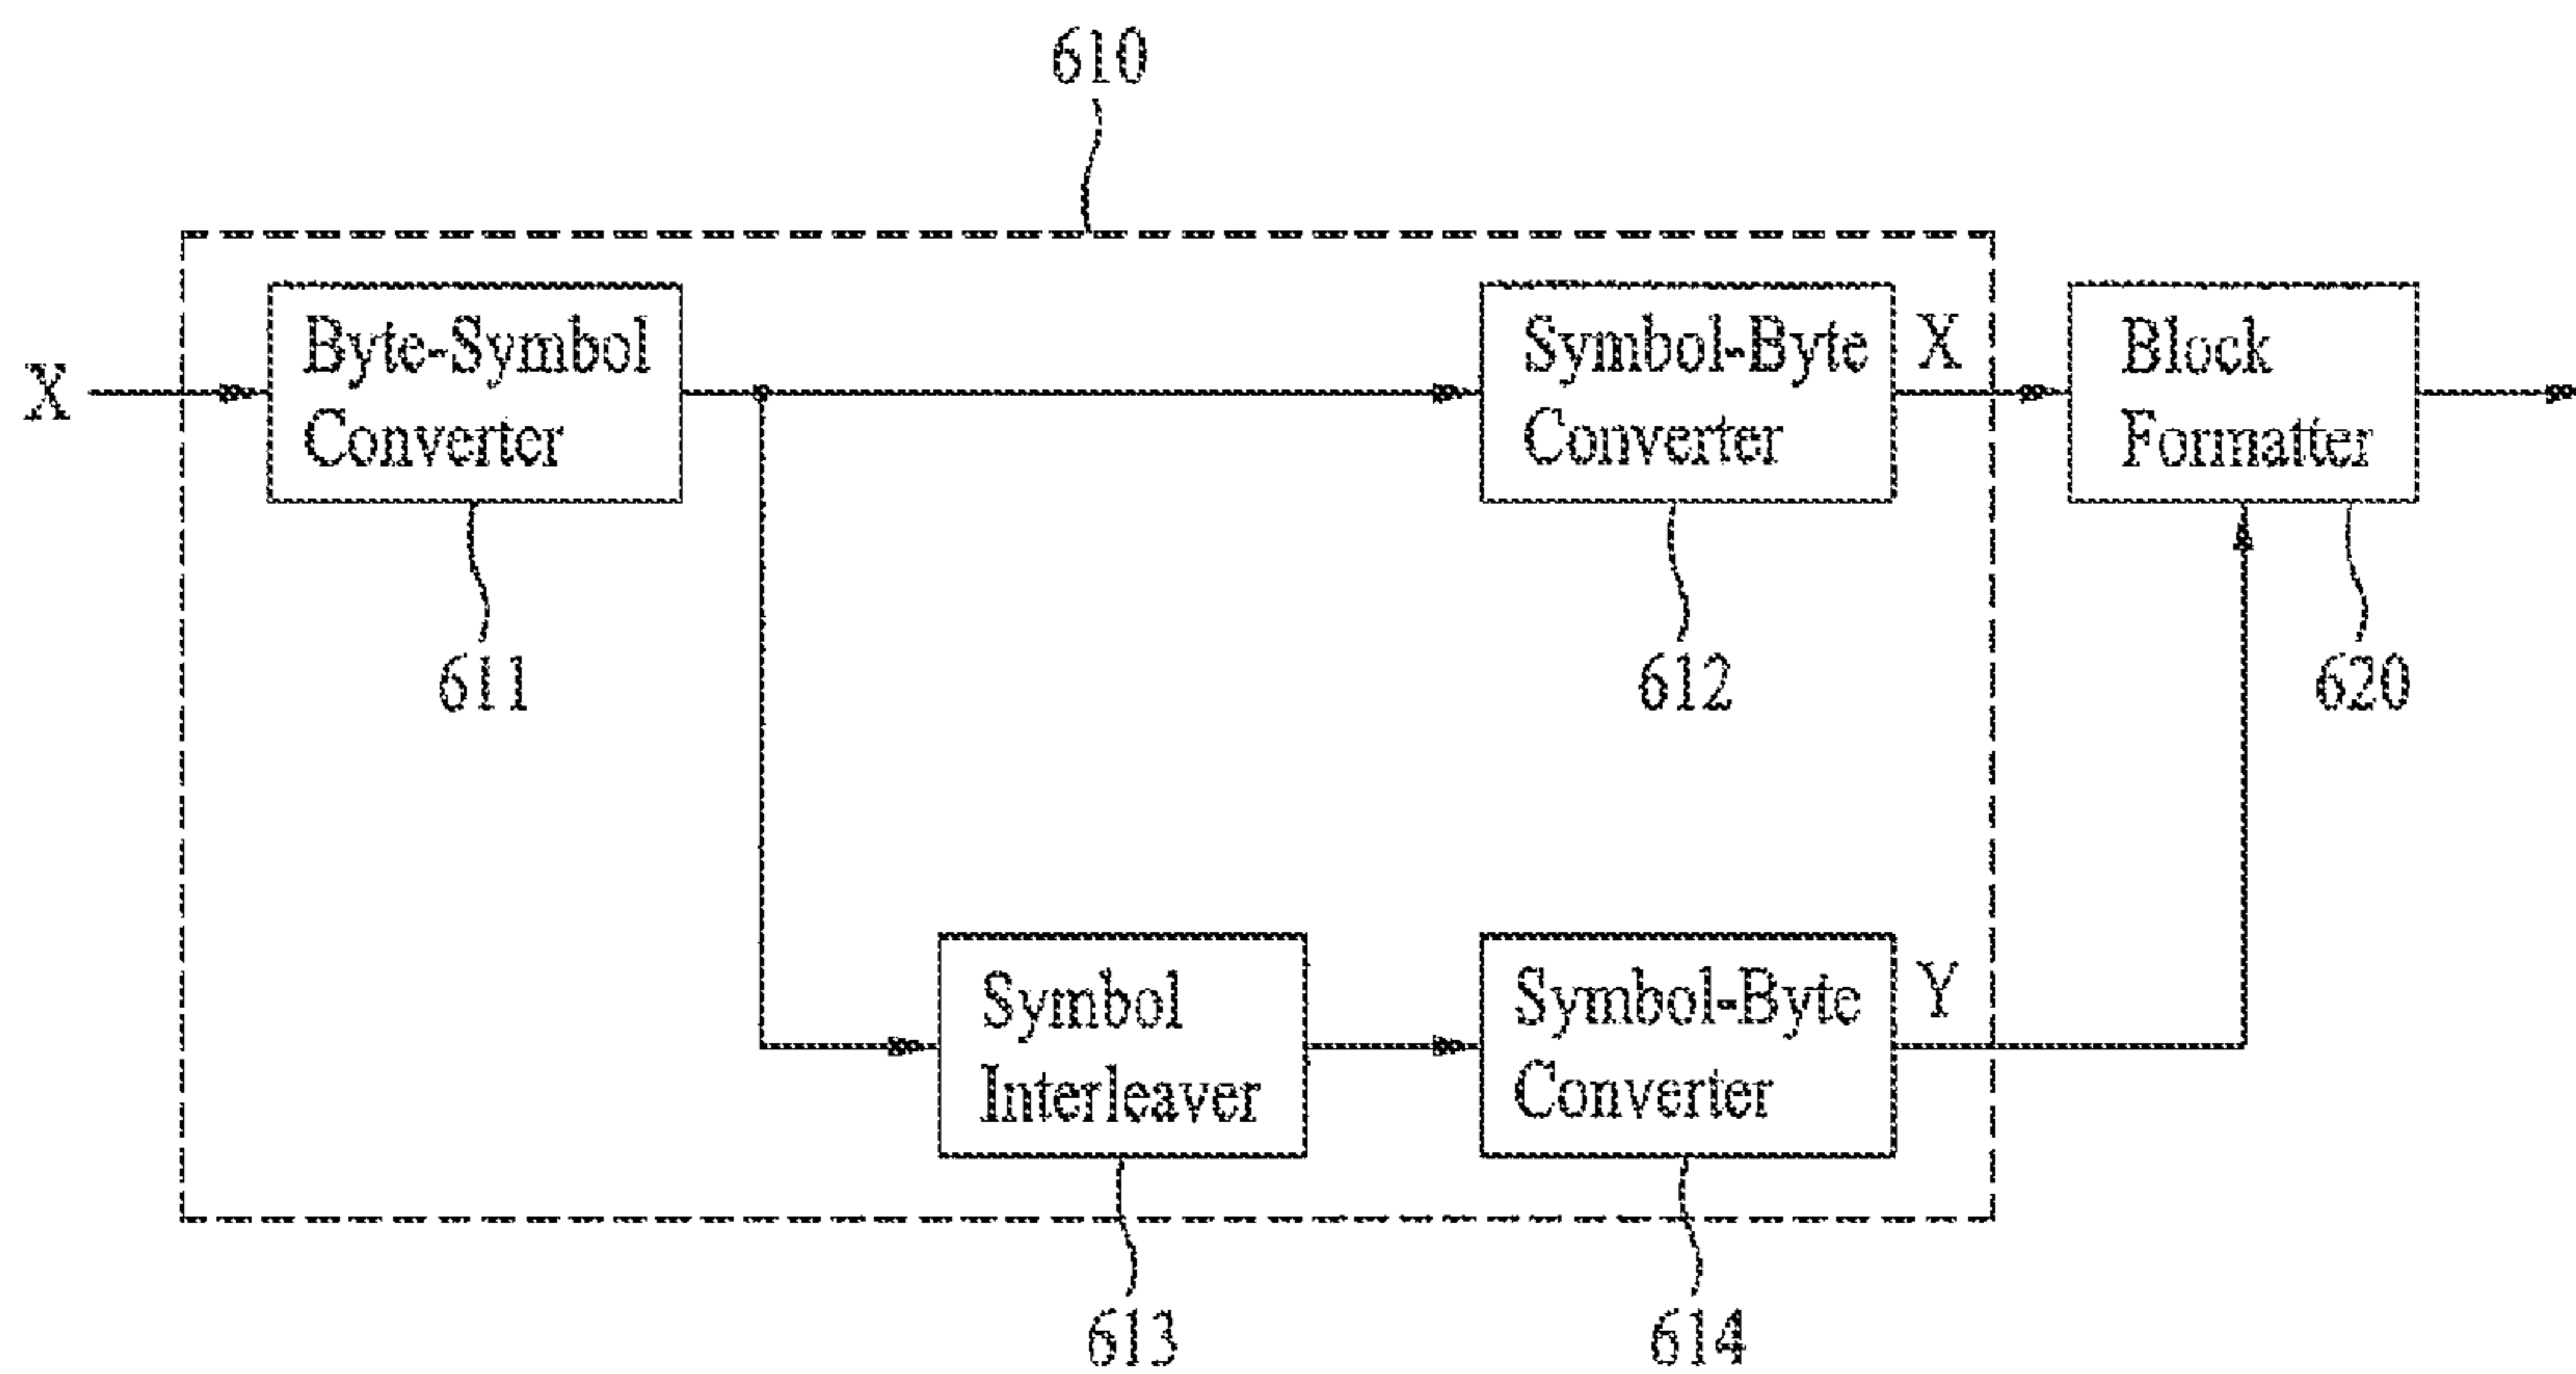 610
X
Byte-Symbol
Converter
Symbol-Byte
Converter
X
Block
Formatter
611
612
620
Symbol
Interleaver
Symbol-Byte
Converter
Y
613
614